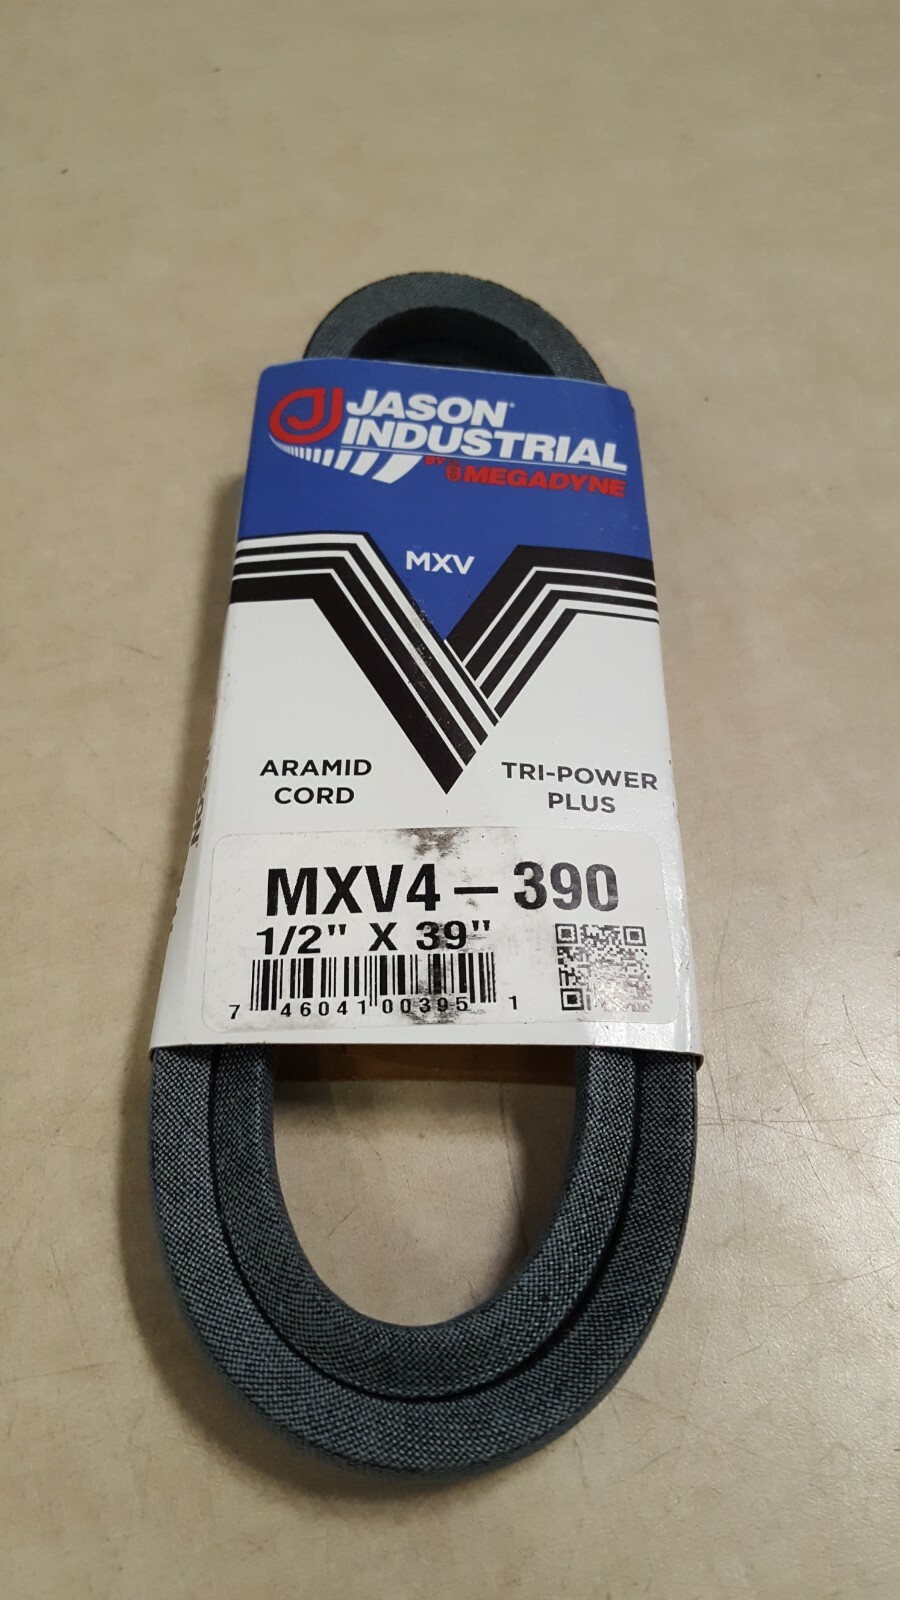 JASON®
INDUSTRIAL
BY MEGADYNE
MXV
ARAMID
CORD
TRI-POWER
PLUS
MXV4-390
1/2" X 39"
7 46041 00395 1